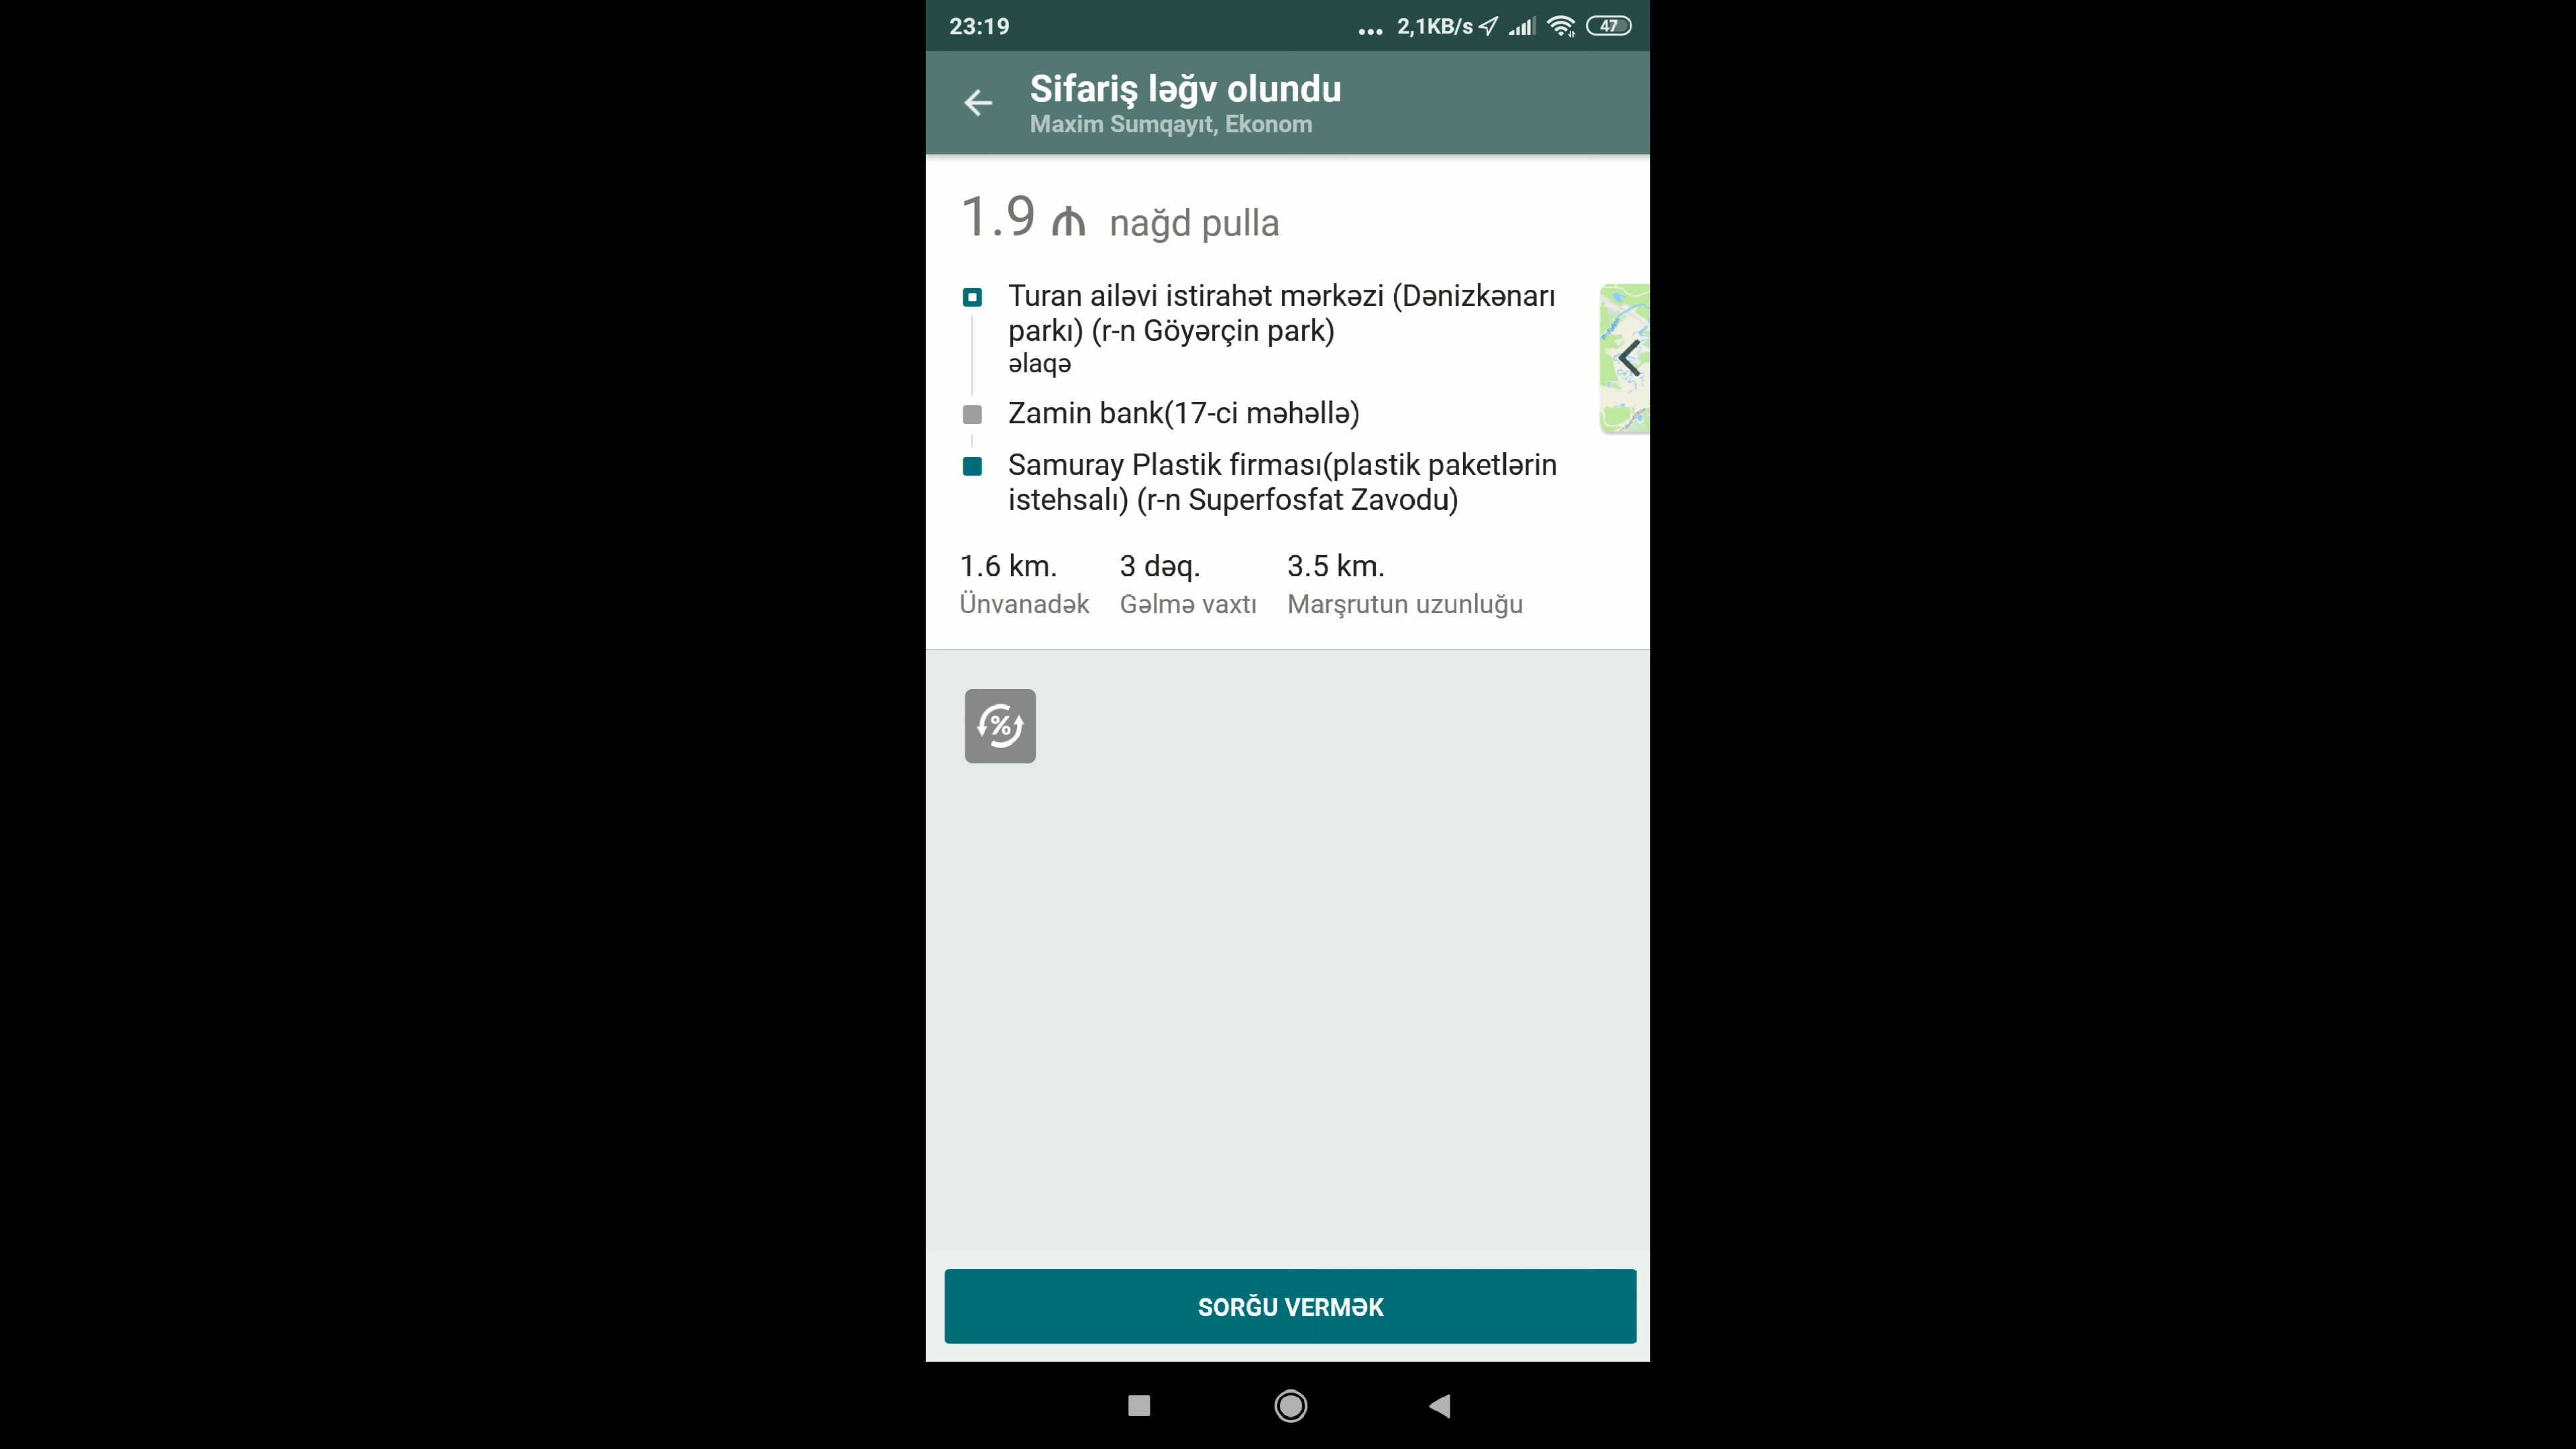 23:19
... 2,1KB/s 47
Sifariş ləğv olundu
Maxim Sumqayıt, Ekonom
1.9 ₼ nağd pulla
Turan ailəvi istirahət mərkəzi (Dənizkənarı
parkı) (r-n Göyərçin park)
əlaqə
Zamin bank(17-ci məhəllə)
Samuray Plastik firması(plastik paketlərin
istehsalı) (r-n Superfosfat Zavodu)
1.6 km. 3 dəq. 3.5 km.
Ünvanadək Gəlmə vaxtı Marşrutun uzunluğu
%
SORĞU VERMƏK